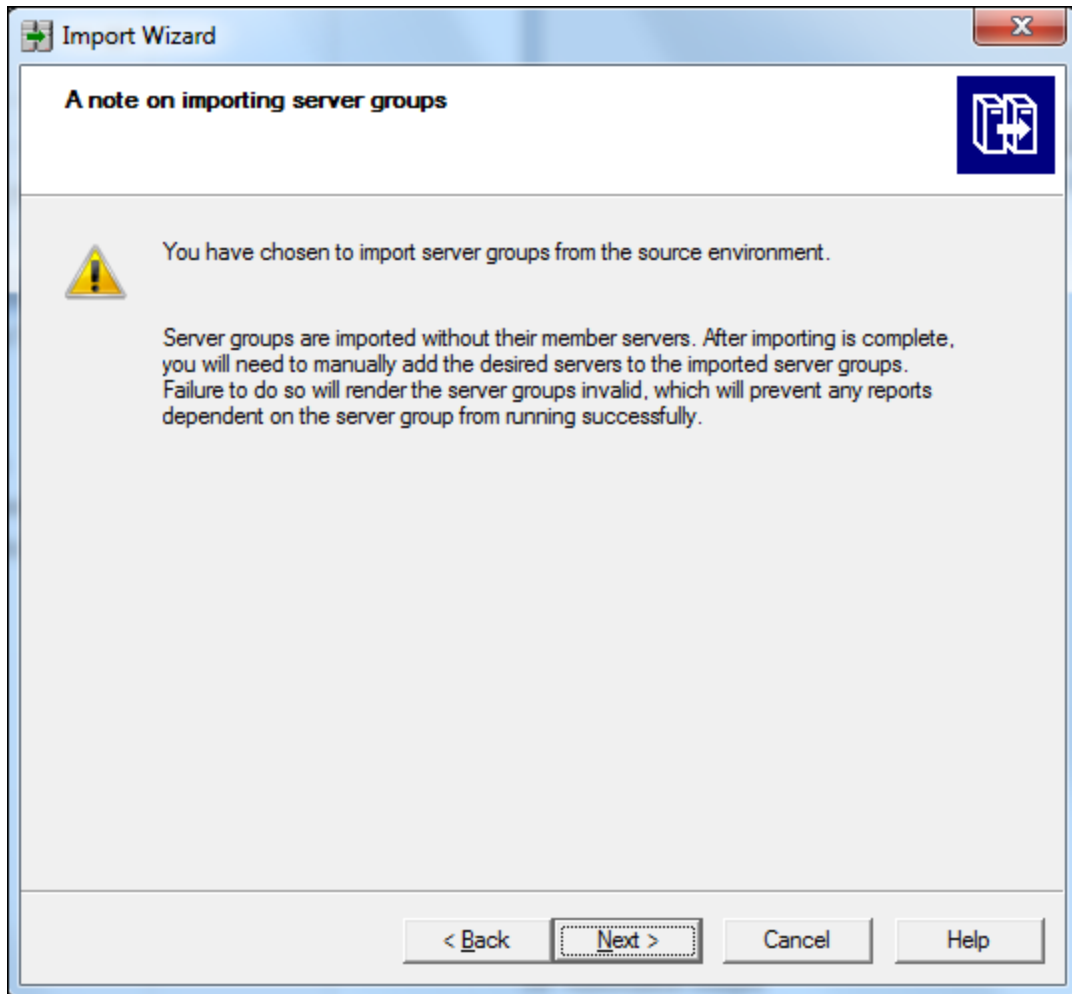 Import Wizard
A note on importing server groups
You have chosen to import server groups from the source environment.
Server groups are imported without their member servers. After importing is complete,
you will need to manually add the desired servers to the imported server groups.
Failure to do so will render the server groups invalid, which will prevent any reports
dependent on the server group from running successfully.
< Back Next > Cancel Help